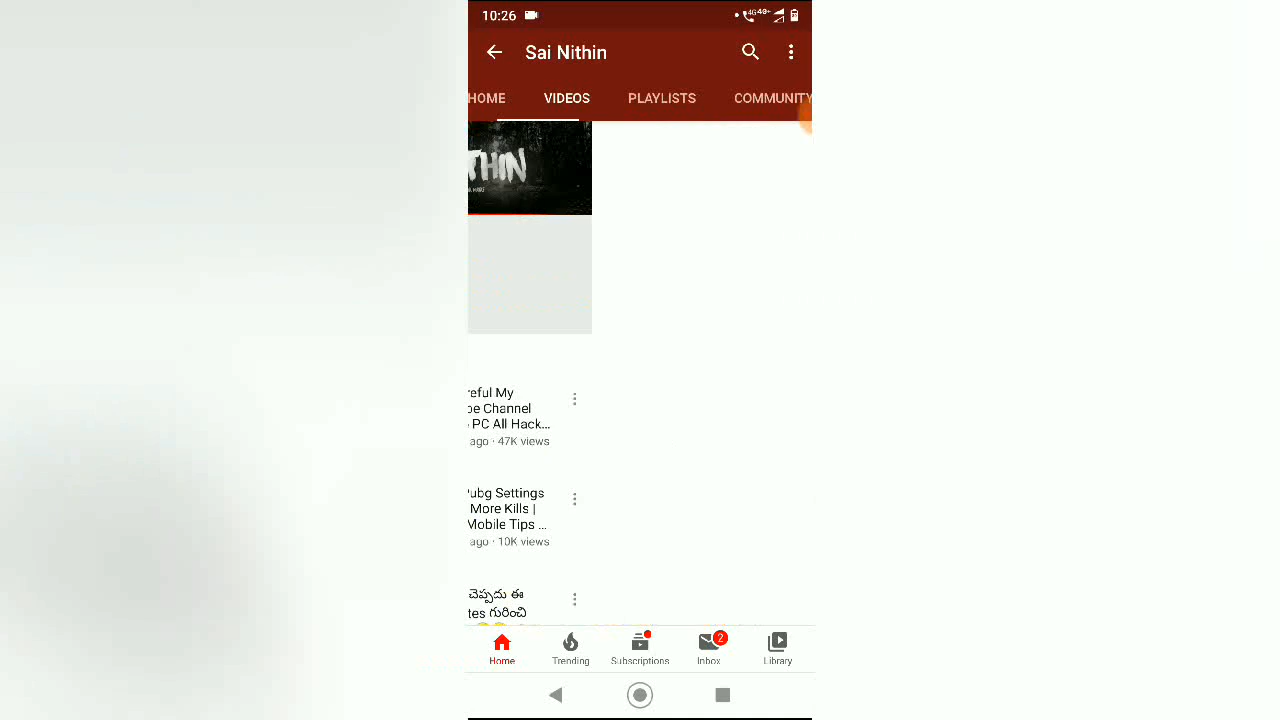 10:26
Sai Nithin
HOME VIDEOS PLAYLISTS COMMUNITY
THIN
reful My
be Channel
PC All Hack...
ago · 47K views
Pubg Settings
More Kills |
Mobile Tips ...
ago · 10K views
చెప్పదు ఈ
tes గురించి
Home Trending Subscriptions Inbox Library
2